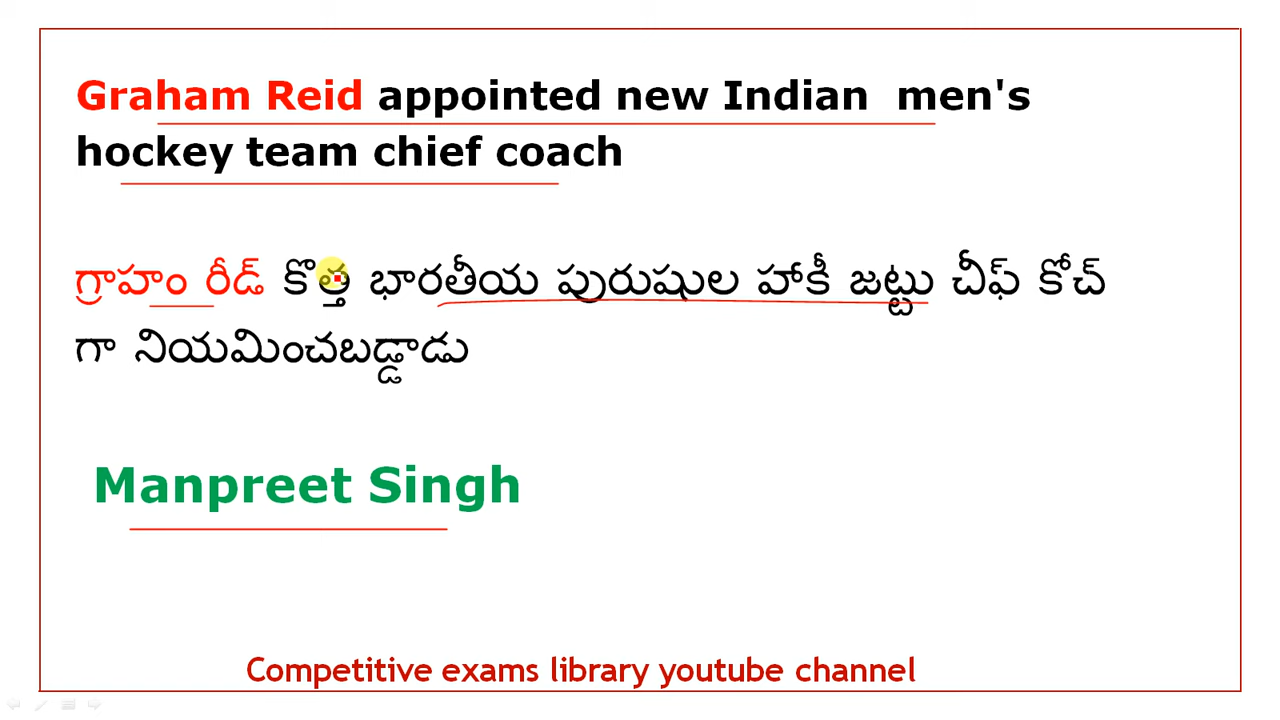 Graham Reid appointed new Indian men's
hockey team chief coach
గ్రాహం రీడ్ కొత్త భారతీయ పురుషుల హాకీ జట్టు చీఫ్ కోచ్
గా నియమించబడ్డాడు
Manpreet Singh
Competitive exams library youtube channel